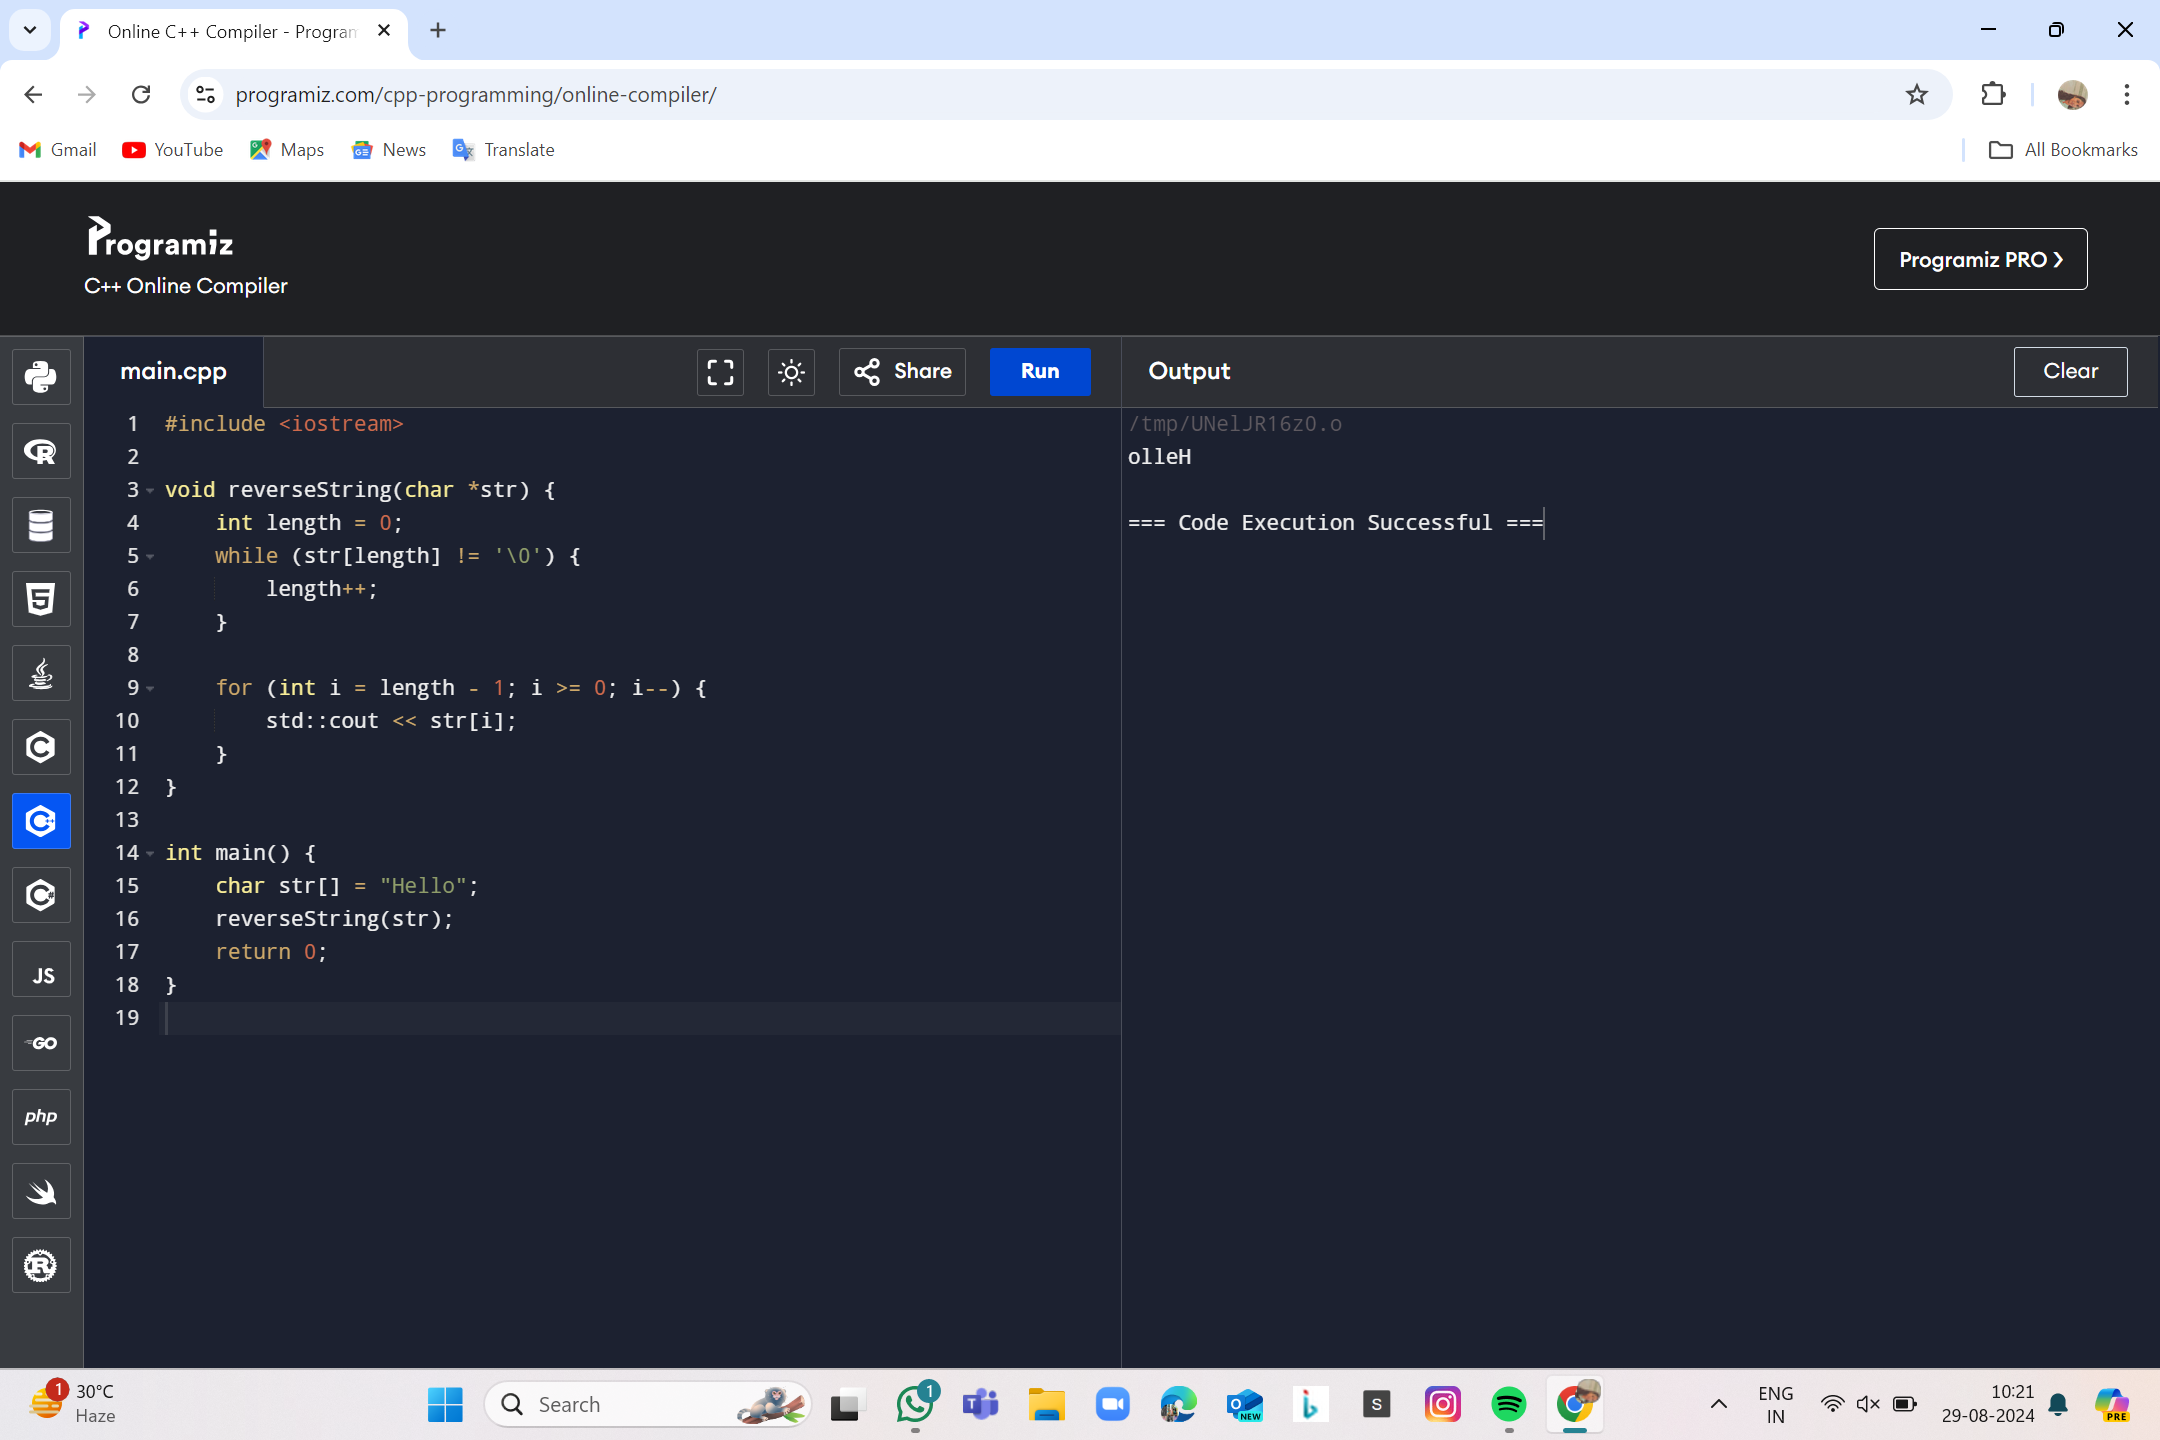 Online C++ Compiler - Program
programiz.com/cpp-programming/online-compiler/
Gmail YouTube Maps News Translate All Bookmarks
Programiz
C++ Online Compiler
Programiz PRO ❯
main.cpp Share Run Output Clear
1 #include <iostream>
2
3 void reverseString(char *str) {
4     int length = 0;
5     while (str[length] != '\0') {
6         length++;
7     }
8
9     for (int i = length - 1; i >= 0; i--) {
10         std::cout << str[i];
11     }
12 }
13
14 int main() {
15     char str[] = "Hello";
16     reverseString(str);
17     return 0;
18 }
19
/tmp/UNelJR16zO.o
olleH
=== Code Execution Successful ===
JS
GO
php
1 30°C
Haze
Search
1
NEW
S
ENG
IN
10:21
29-08-2024
PRE